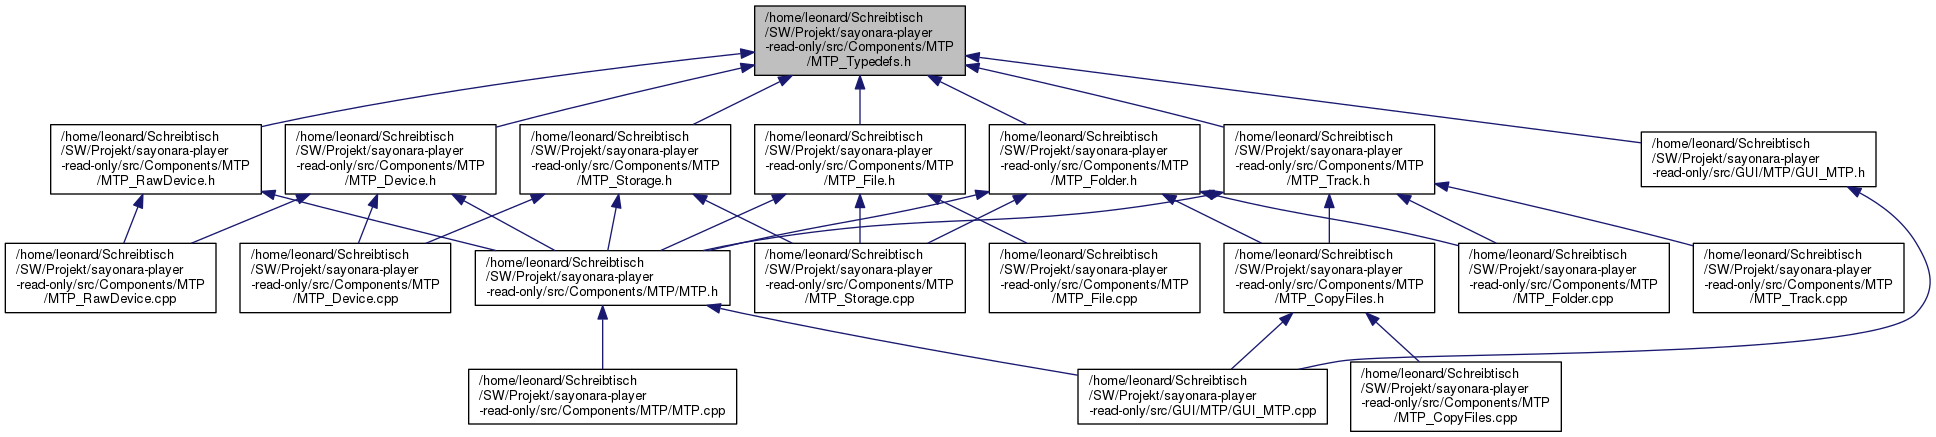 /home/leonard/Schreibtisch
/SW/Projekt/sayonara-player
-read-only/src/Components/MTP
/MTP_Typedefs.h
/home/leonard/Schreibtisch
/SW/Projekt/sayonara-player
-read-only/src/Components/MTP
/MTP_RawDevice.h
/home/leonard/Schreibtisch
/SW/Projekt/sayonara-player
-read-only/src/Components/MTP
/MTP_Device.h
/home/leonard/Schreibtisch
/SW/Projekt/sayonara-player
-read-only/src/Components/MTP
/MTP_Storage.h
/home/leonard/Schreibtisch
/SW/Projekt/sayonara-player
-read-only/src/Components/MTP
/MTP_File.h
/home/leonard/Schreibtisch
/SW/Projekt/sayonara-player
-read-only/src/Components/MTP
/MTP_Folder.h
/home/leonard/Schreibtisch
/SW/Projekt/sayonara-player
-read-only/src/Components/MTP
/MTP_Track.h
/home/leonard/Schreibtisch
/SW/Projekt/sayonara-player
-read-only/src/GUI/MTP/GUI_MTP.h
/home/leonard/Schreibtisch
/SW/Projekt/sayonara-player
-read-only/src/Components/MTP
/MTP_RawDevice.cpp
/home/leonard/Schreibtisch
/SW/Projekt/sayonara-player
-read-only/src/Components/MTP
/MTP_Device.cpp
/home/leonard/Schreibtisch
/SW/Projekt/sayonara-player
-read-only/src/Components/MTP/MTP.h
/home/leonard/Schreibtisch
/SW/Projekt/sayonara-player
-read-only/src/Components/MTP
/MTP_Storage.cpp
/home/leonard/Schreibtisch
/SW/Projekt/sayonara-player
-read-only/src/Components/MTP
/MTP_File.cpp
/home/leonard/Schreibtisch
/SW/Projekt/sayonara-player
-read-only/src/Components/MTP
/MTP_CopyFiles.h
/home/leonard/Schreibtisch
/SW/Projekt/sayonara-player
-read-only/src/Components/MTP
/MTP_Folder.cpp
/home/leonard/Schreibtisch
/SW/Projekt/sayonara-player
-read-only/src/Components/MTP
/MTP_Track.cpp
/home/leonard/Schreibtisch
/SW/Projekt/sayonara-player
-read-only/src/Components/MTP/MTP.cpp
/home/leonard/Schreibtisch
/SW/Projekt/sayonara-player
-read-only/src/GUI/MTP/GUI_MTP.cpp
/home/leonard/Schreibtisch
/SW/Projekt/sayonara-player
-read-only/src/Components/MTP
/MTP_CopyFiles.cpp